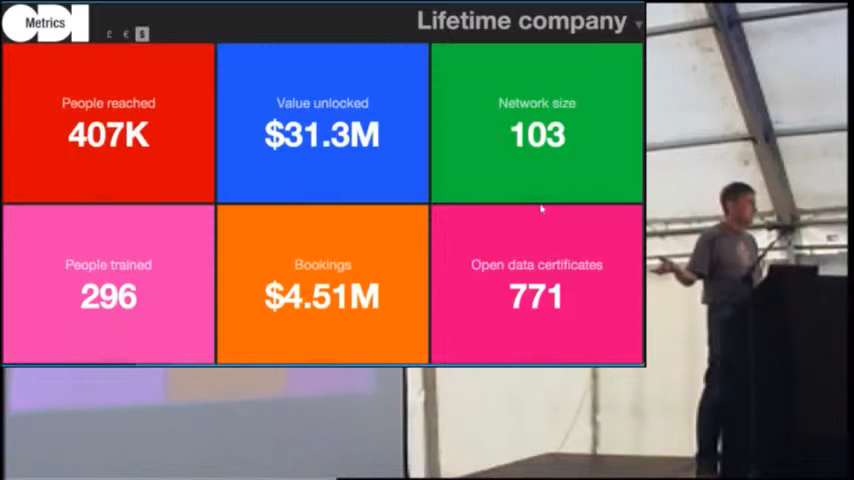 ODI
Metrics
£ € $
Lifetime company
People reached
407K
Value unlocked
$31.3M
Network size
103
People trained
296
Bookings
$4.51M
Open data certificates
771